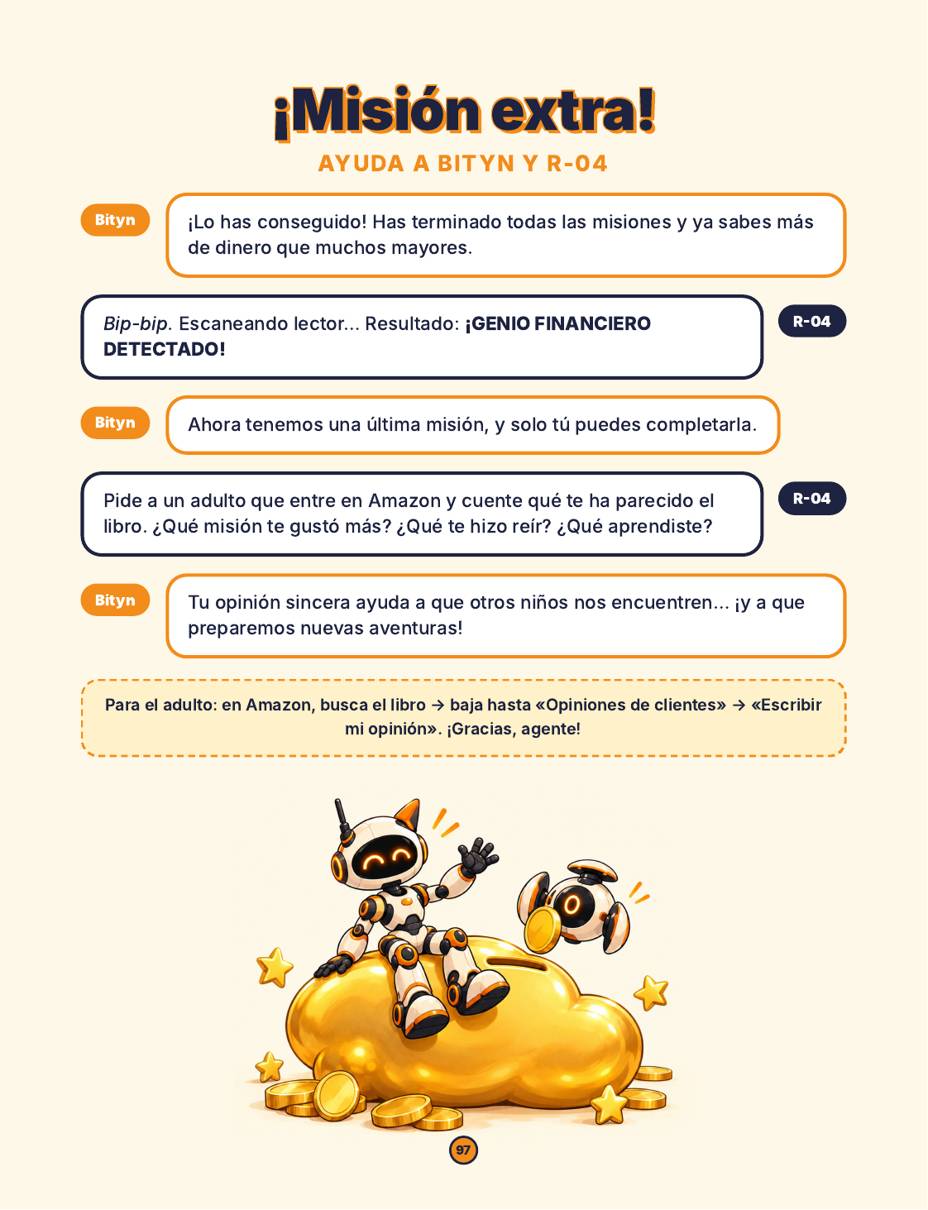 ¡Misión extra!
AYUDA A BITYN Y R-04
Bityn
¡Lo has conseguido! Has terminado todas las misiones y ya sabes más
de dinero que muchos mayores.
Bip-bip. Escaneando lector... Resultado: ¡GENIO FINANCIERO
DETECTADO!
R-04
Bityn
Ahora tenemos una última misión, y solo tú puedes completarla.
Pide a un adulto que entre en Amazon y cuente qué te ha parecido el
libro. ¿Qué misión te gustó más? ¿Qué te hizo reír? ¿Qué aprendiste?
R-04
Bityn
Tu opinión sincera ayuda a que otros niños nos encuentren... ¡y a que
preparemos nuevas aventuras!
Para el adulto: en Amazon, busca el libro → baja hasta «Opiniones de clientes» → «Escribir
mi opinión». ¡Gracias, agente!
97